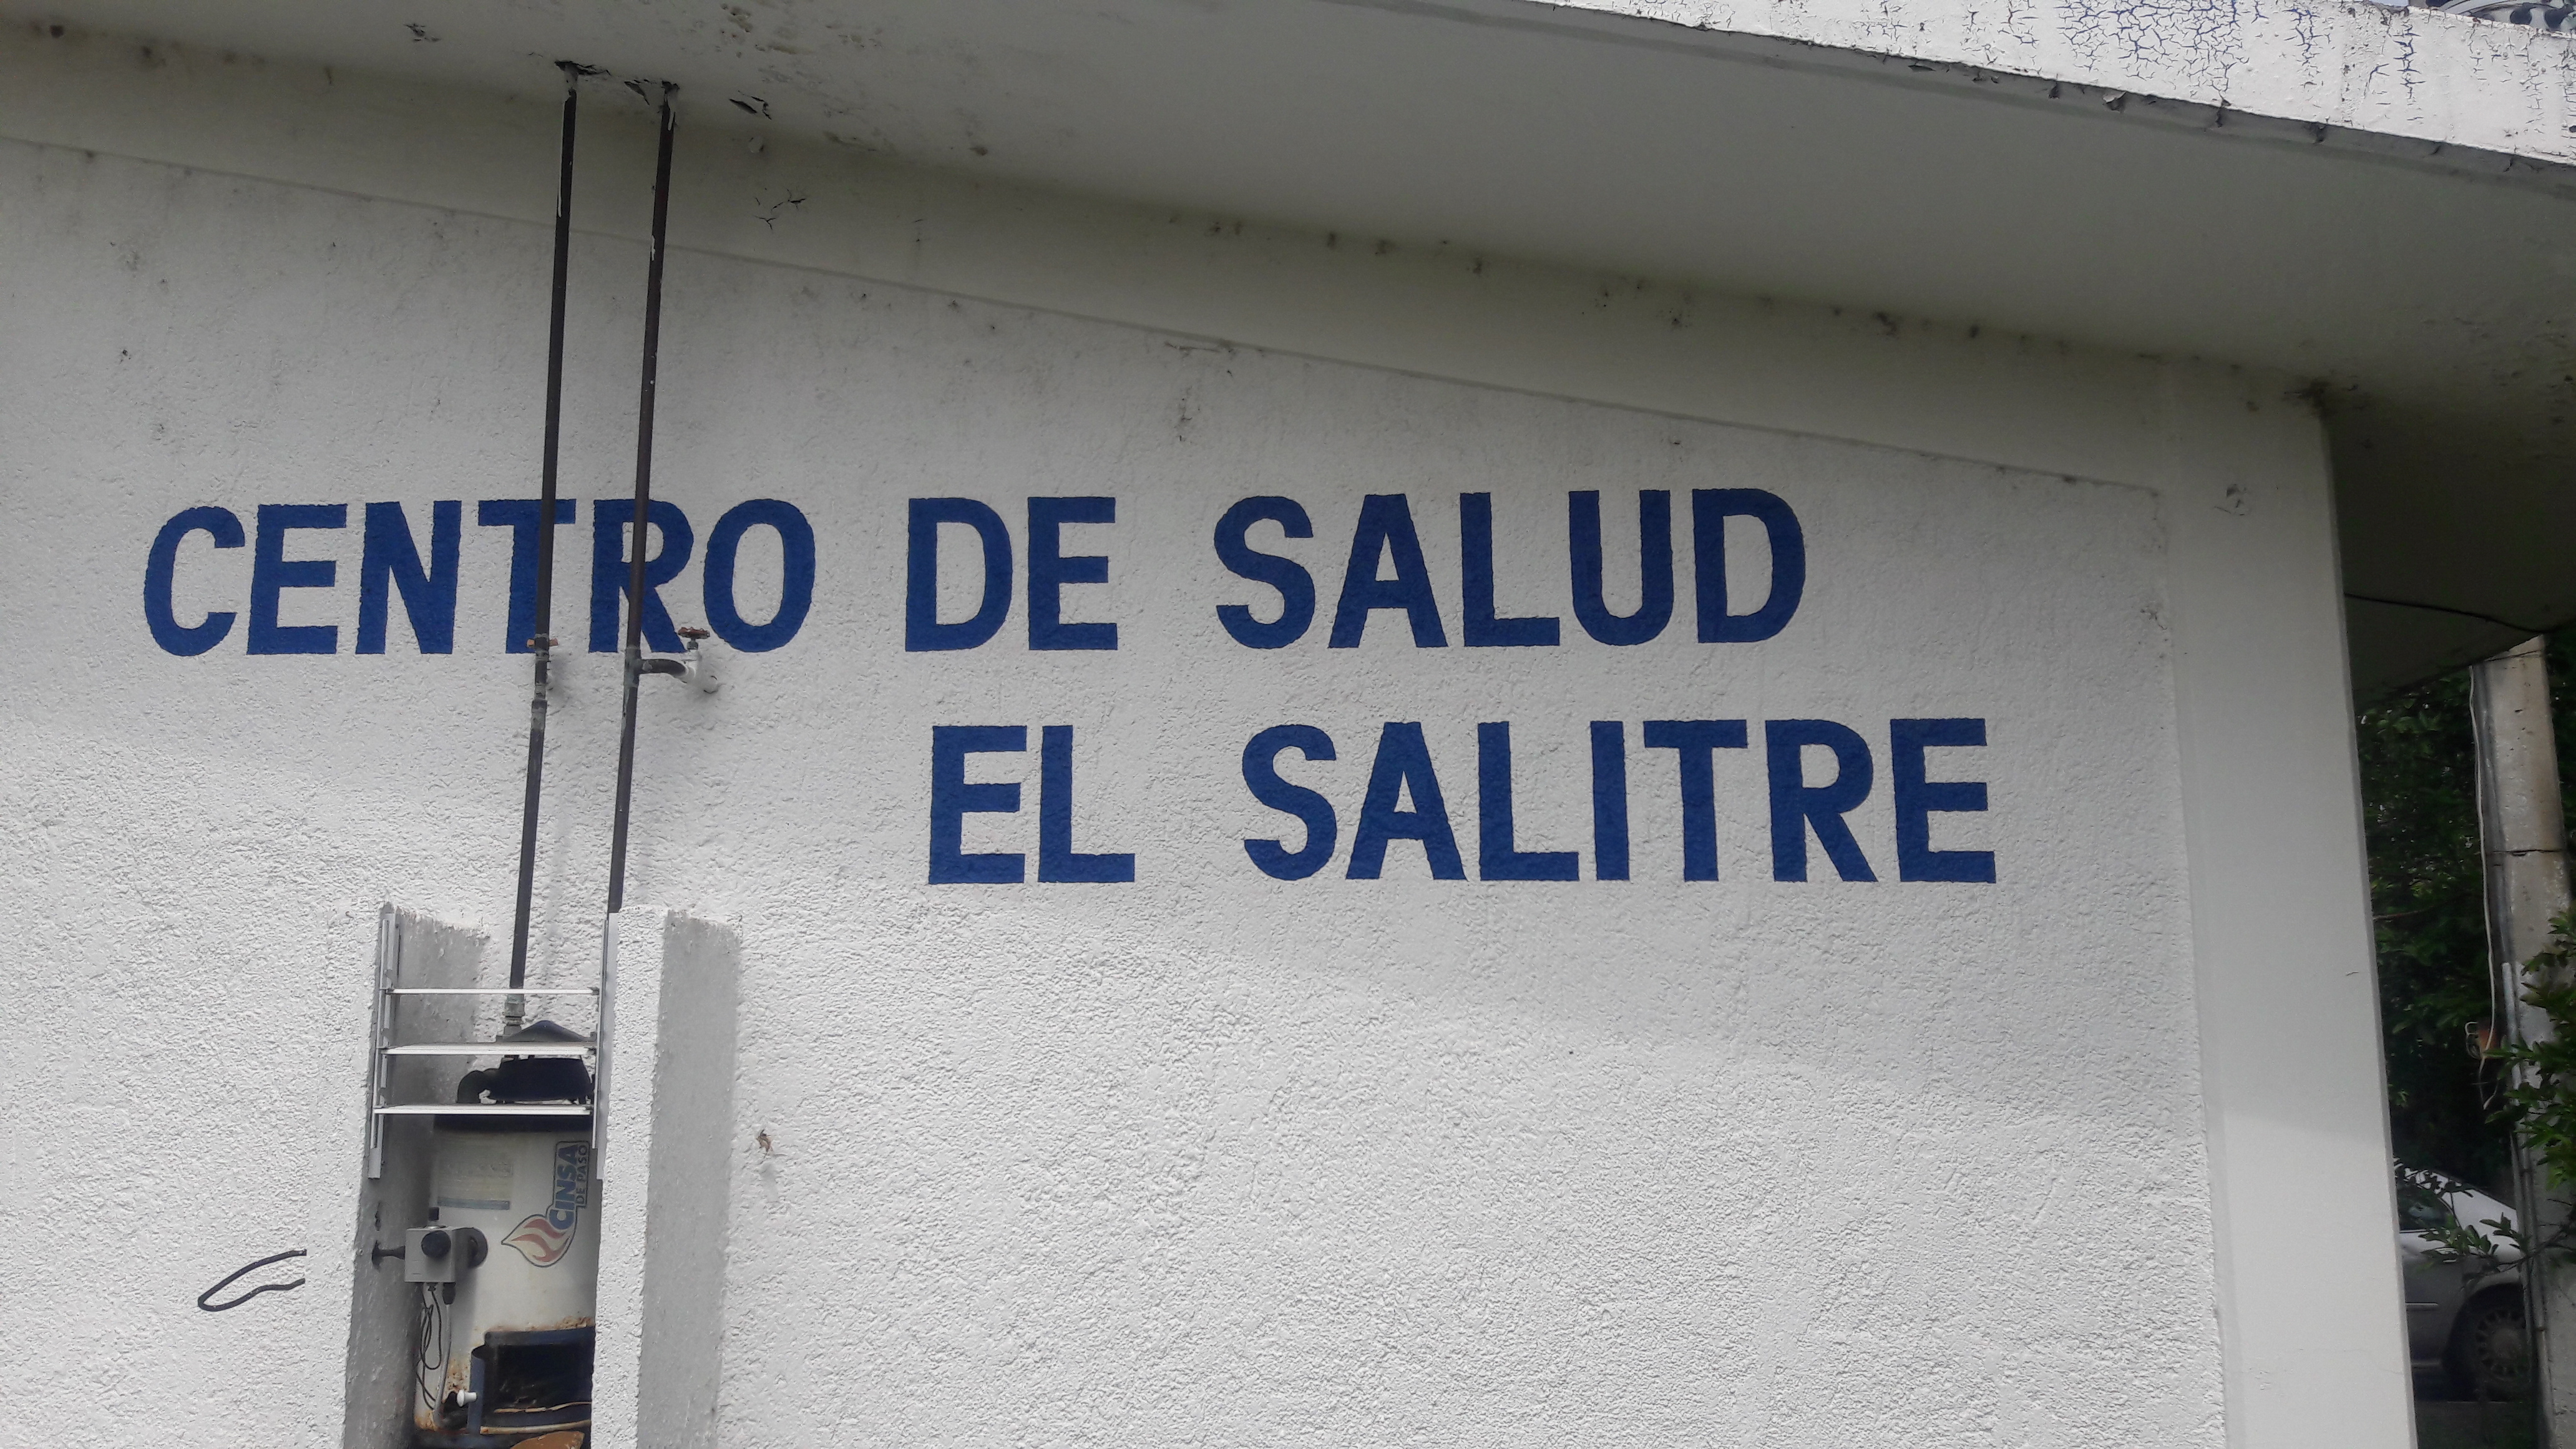 CENTRO DE SALUD
EL SALITRE
CINSA
DE PASO